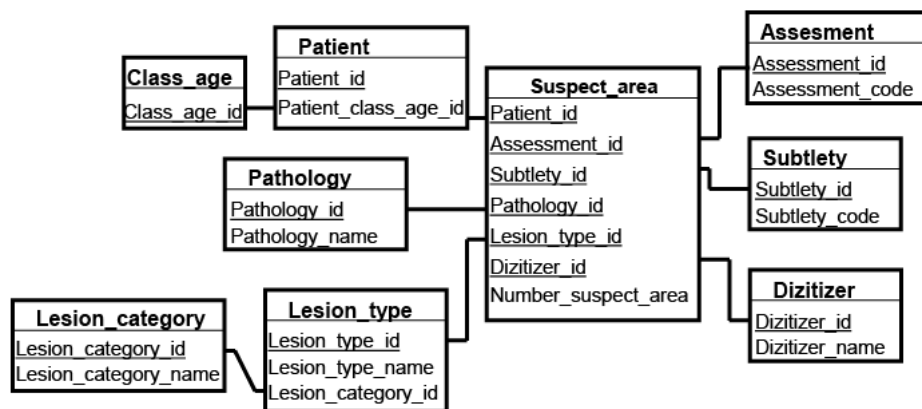 Class_age
Class_age_id
Patient
Patient_id
Patient_class_age_id
Pathology
Pathology_id
Pathology_name
Lesion_category
Lesion_category_id
Lesion_category_name
Lesion_type
Lesion_type_id
Lesion_type_name
Lesion_category_id
Suspect_area
Patient_id
Assessment_id
Subtlety_id
Pathology_id
Lesion_type_id
Dizitizer_id
Number_suspect_area
Assesment
Assessment_id
Assessment_code
Subtlety
Subtlety_id
Subtlety_code
Dizitizer
Dizitizer_id
Dizitizer_name